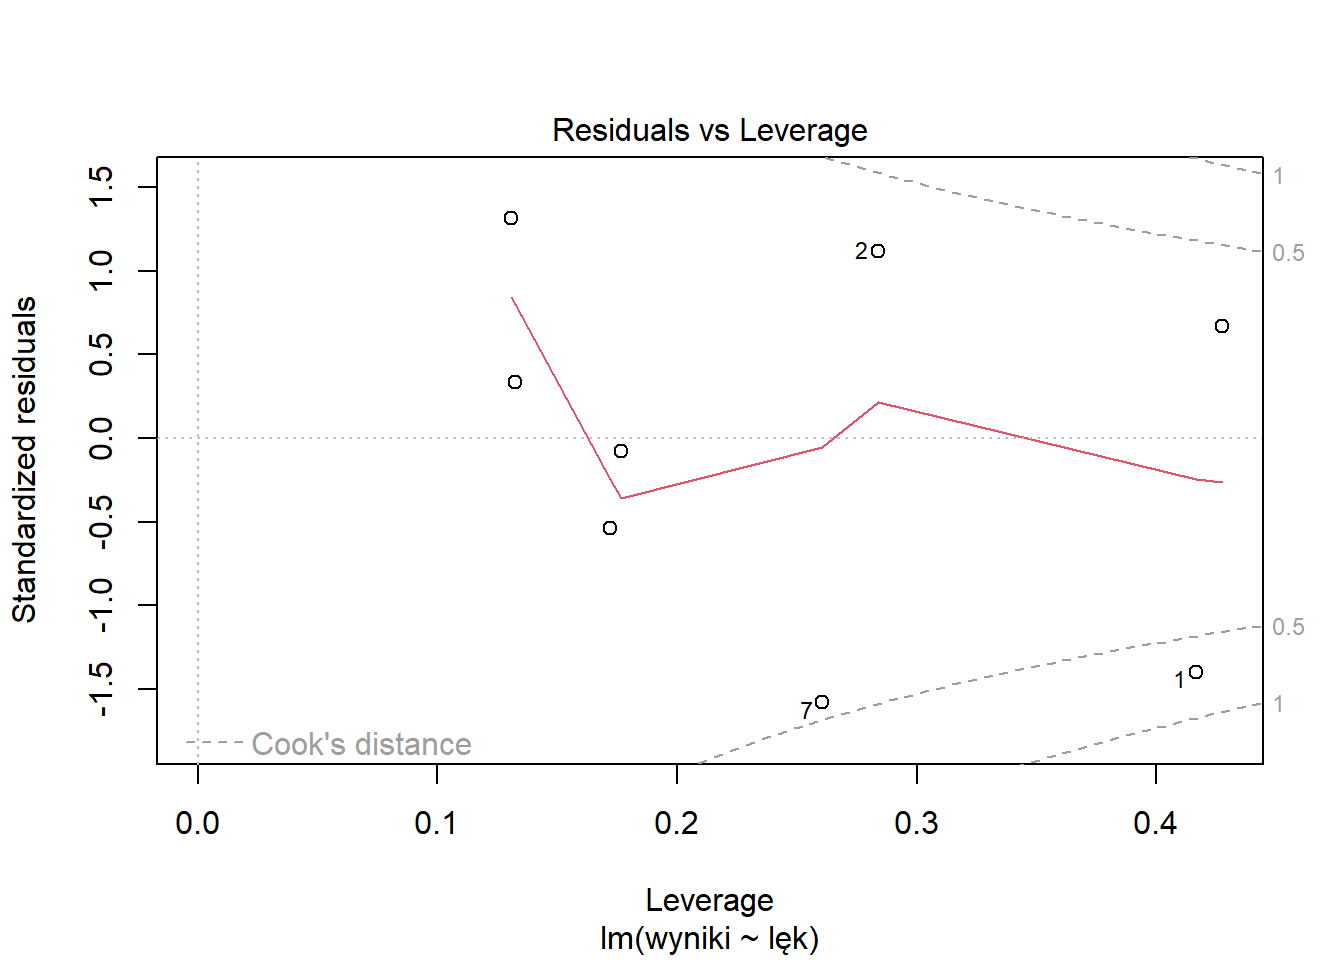 Residuals vs Leverage
Standardized residuals
1.5
1.0
0.5
0.0
-0.5
-1.0
-1.5
2
7
1
1
0.5
0.5
1
Cook's distance
0.0 0.1 0.2 0.3 0.4
Leverage
lm(wyniki ~ lęk)